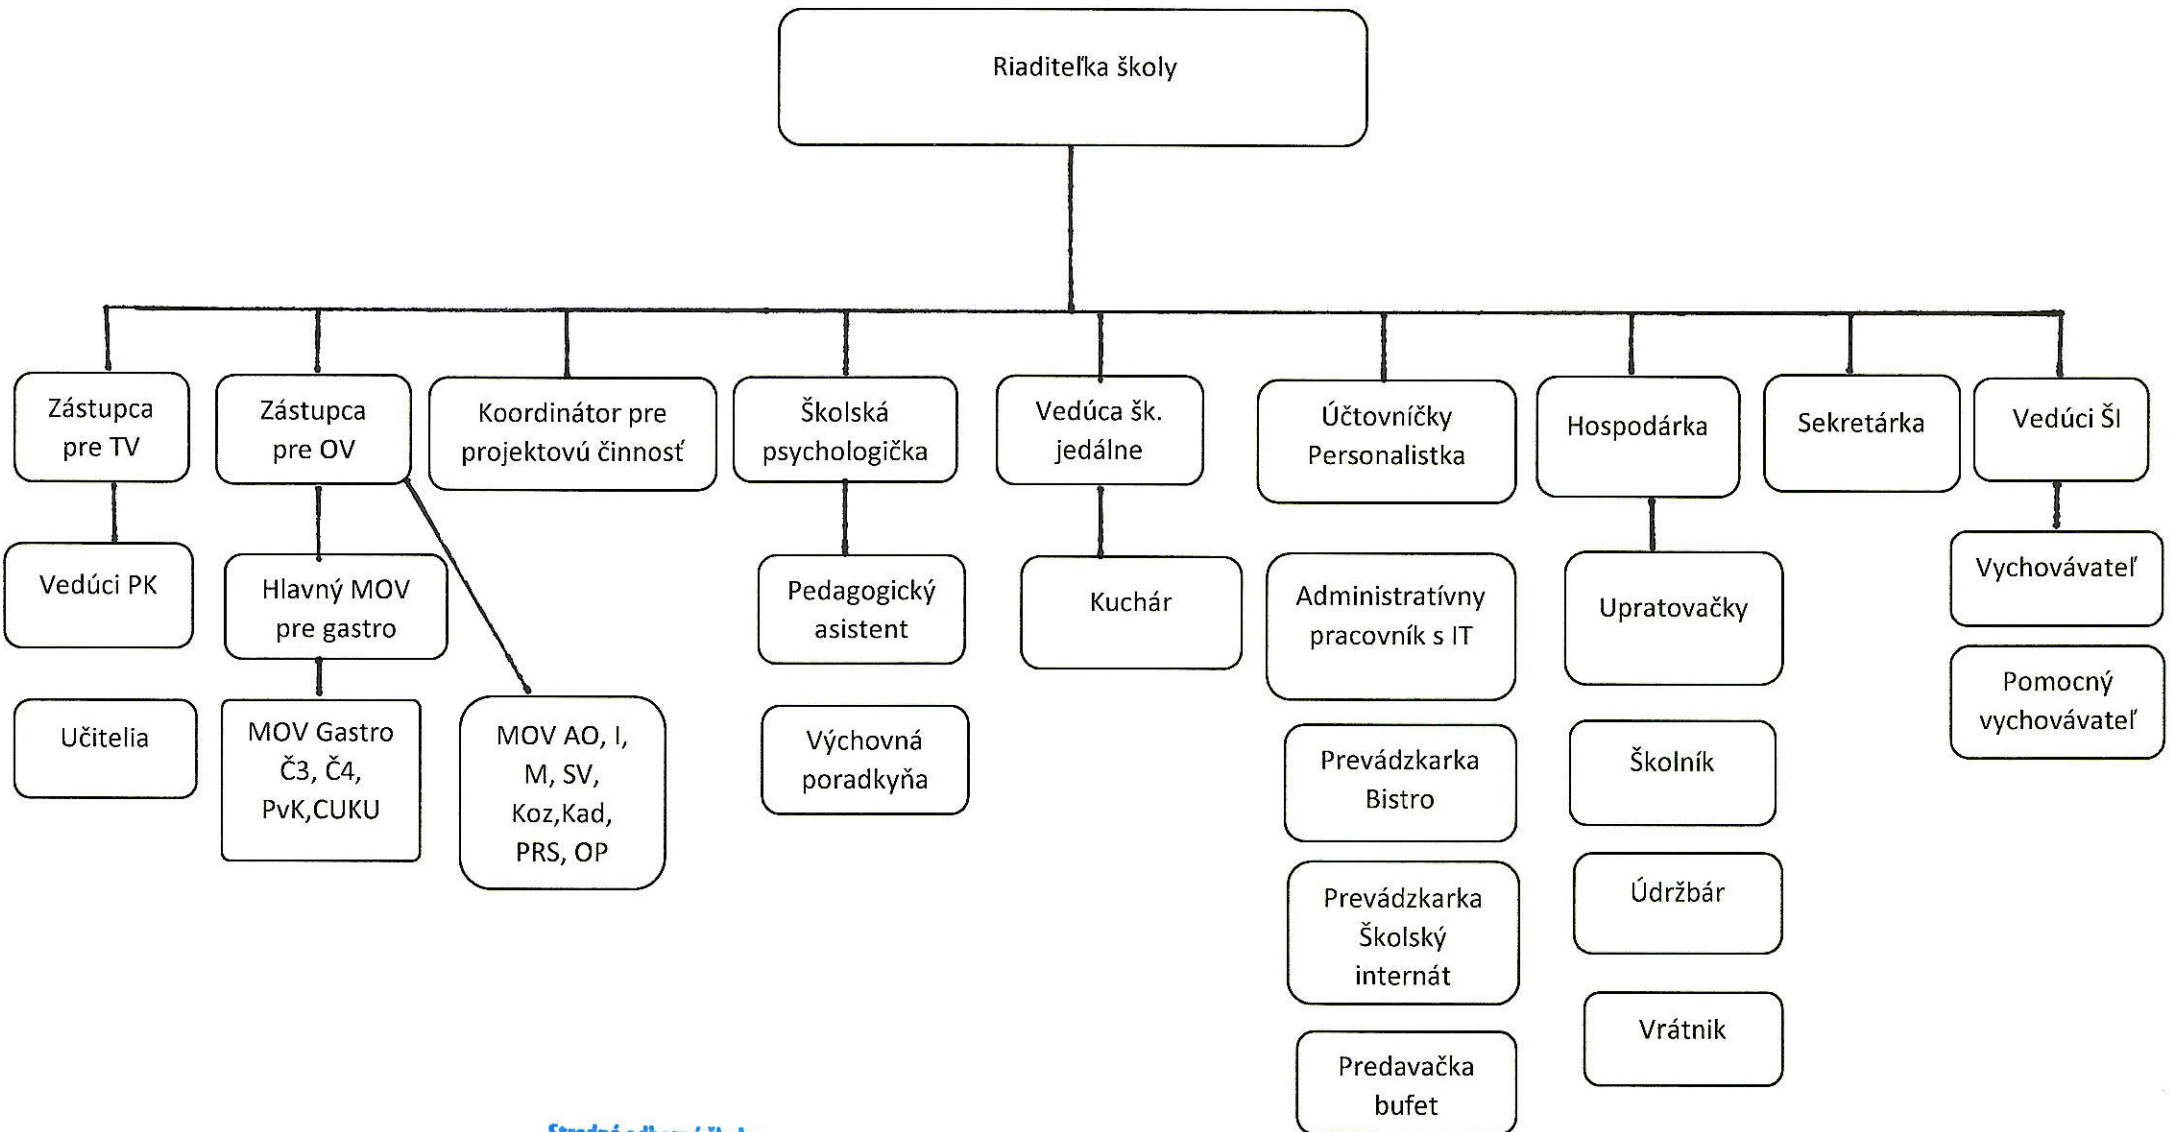 Riaditeľka školy
Zástupca
pre TV
Zástupca
pre OV
Koordinátor pre
projektovú činnosť
Školská
psychologička
Vedúca šk.
jedálne
Účtovníčky
Personalistka
Hospodárka
Sekretárka
Vedúci ŠI
Vedúci PK
Hlavný MOV
pre gastro
Pedagogický
asistent
Kuchár
Administratívny
pracovník s IT
Upratovačky
Vychovávateľ
Pomocný
vychovávateľ
Učitelia
MOV Gastro
Č3, Č4,
PvK,CUKU
MOV AO, I,
M, SV,
Koz,Kad,
PRS, OP
Výchovná
poradkyňa
Prevádzkarka
Bistro
Školník
Prevádzkarka
Školský
internát
Údržbár
Vrátnik
Predavačka
bufet